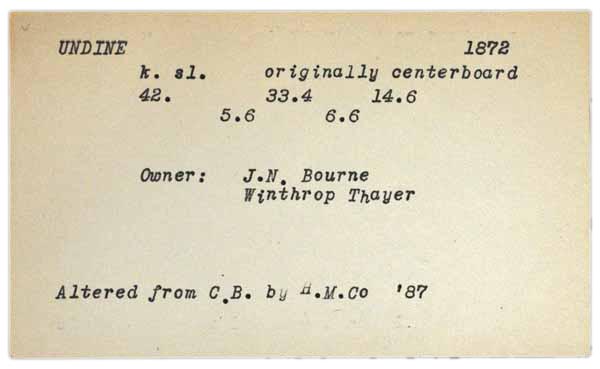 UNDINE 1872
k. sl. originally centerboard
42. 33.4 14.6
5.6 6.6
Owner: J.N. Bourne
Winthrop Thayer
Altered from C.B. by H.M.Co '87